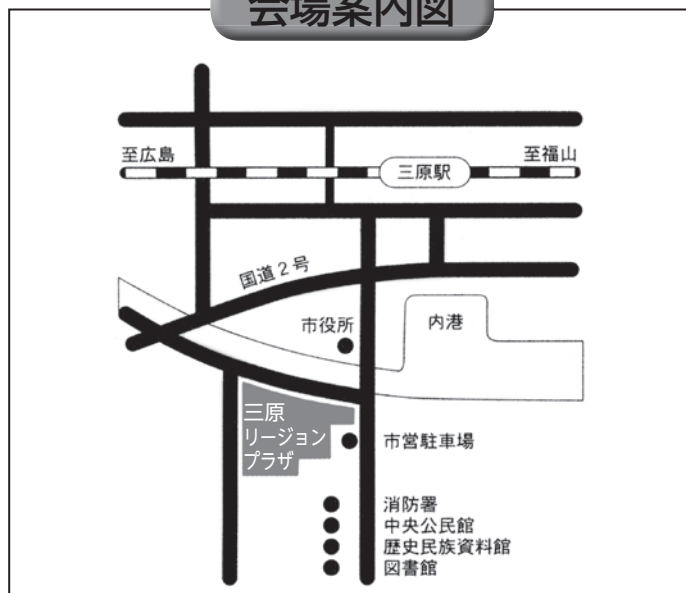 会場案内図
至広島
至福山
三原駅
国道2号
市役所
内港
三原
リージョン
プラザ
市営駐車場
消防署
中央公民館
歴史民族資料館
図書館